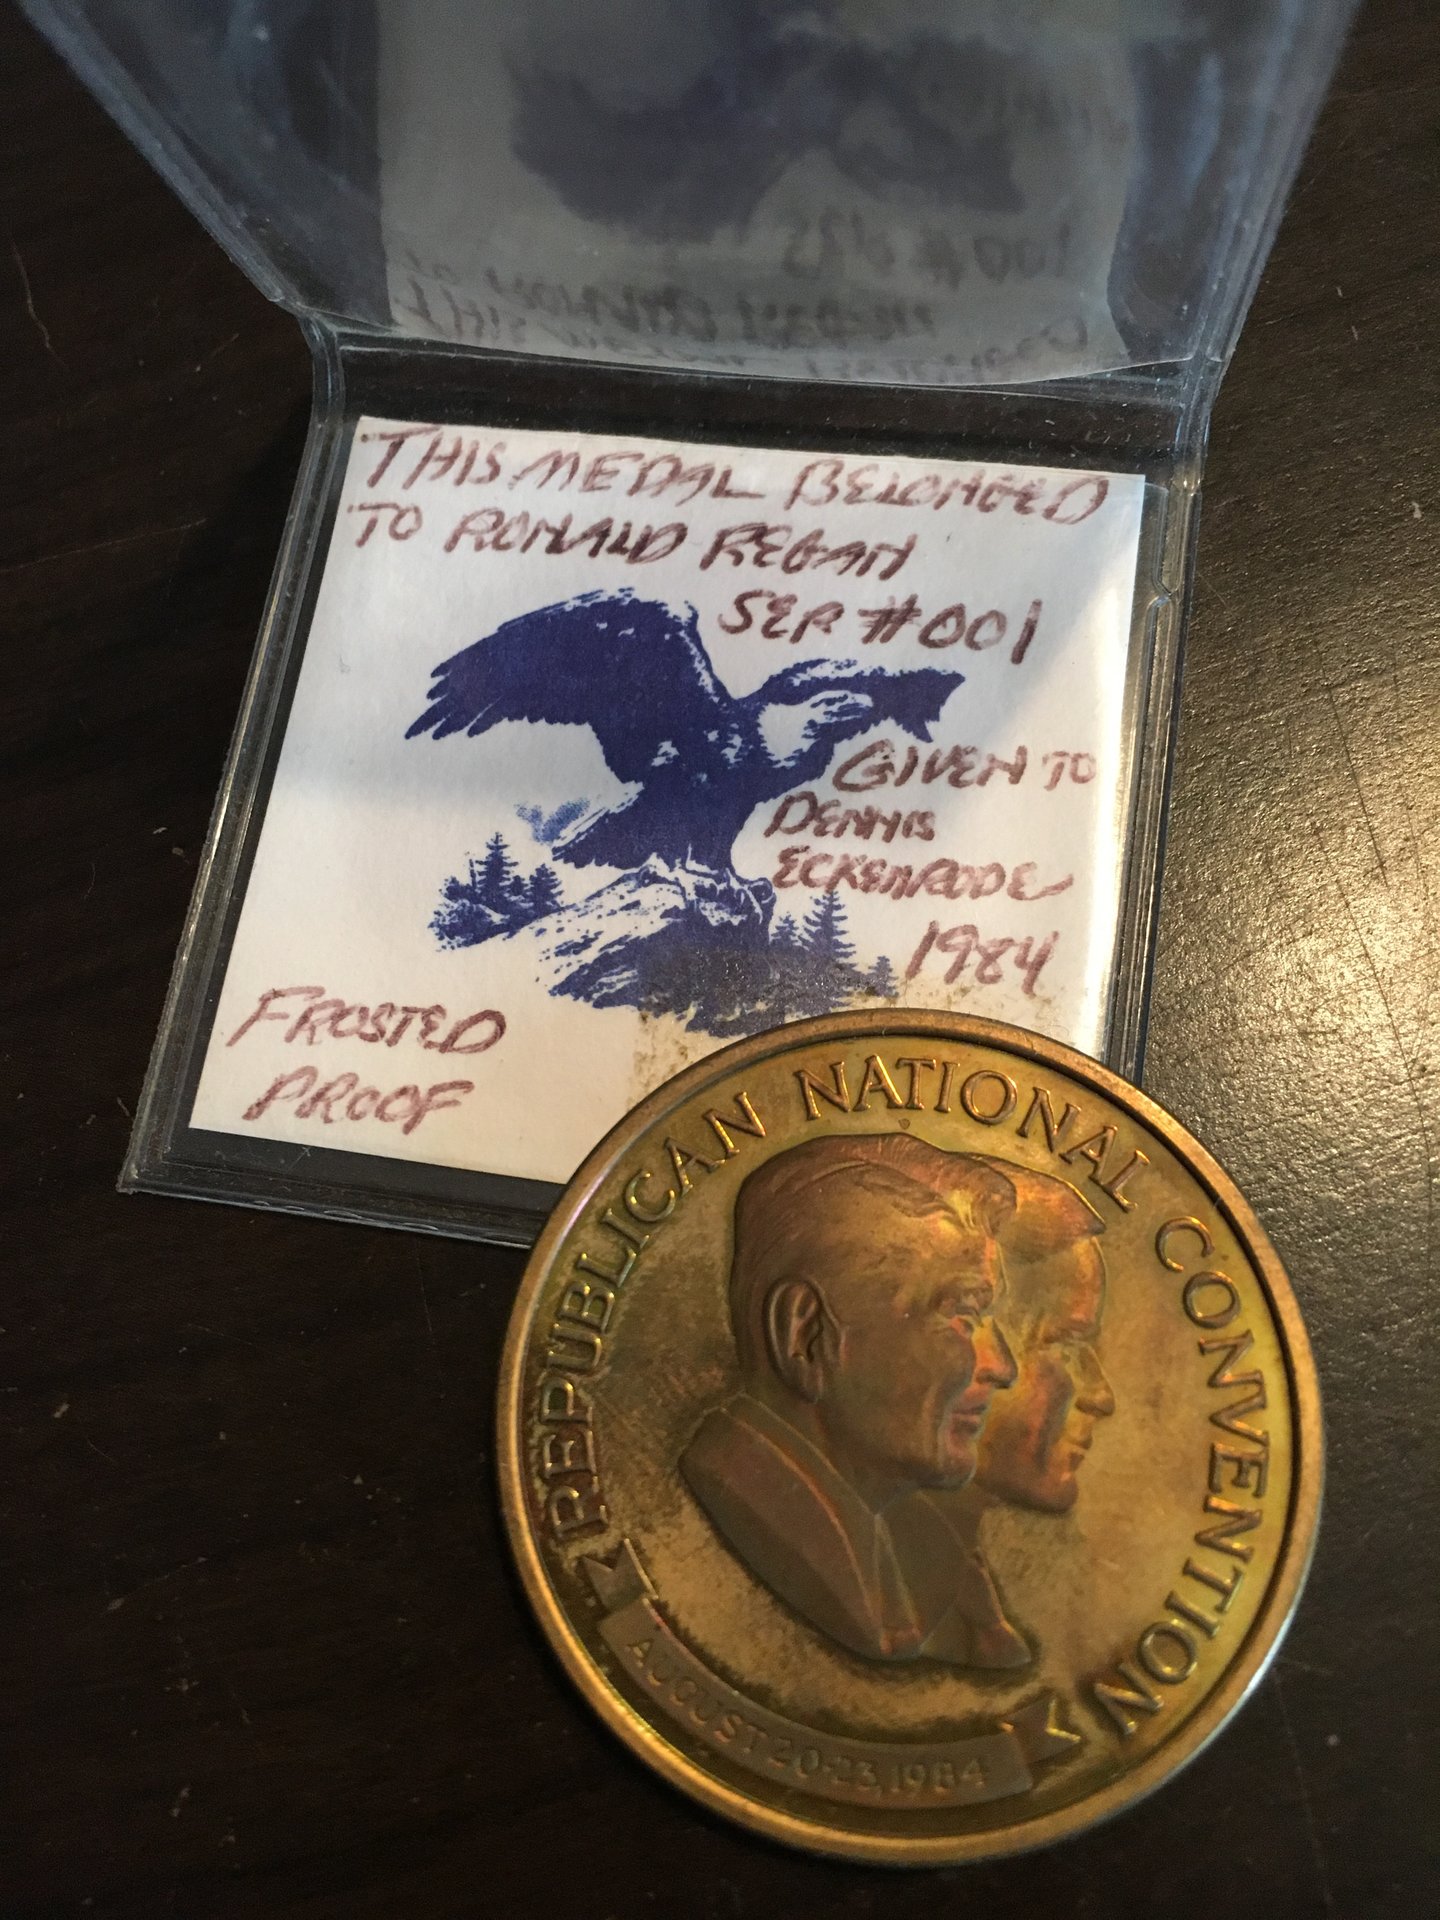 THIS MEDAL BELONGED
TO RONALD REGAN
SER #001
GIVEN TO
DENNIS
ECKENRODE
1984
FROSTED
PROOF
REPUBLICAN NATIONAL CONVENTION
AUGUST 20-23, 1984